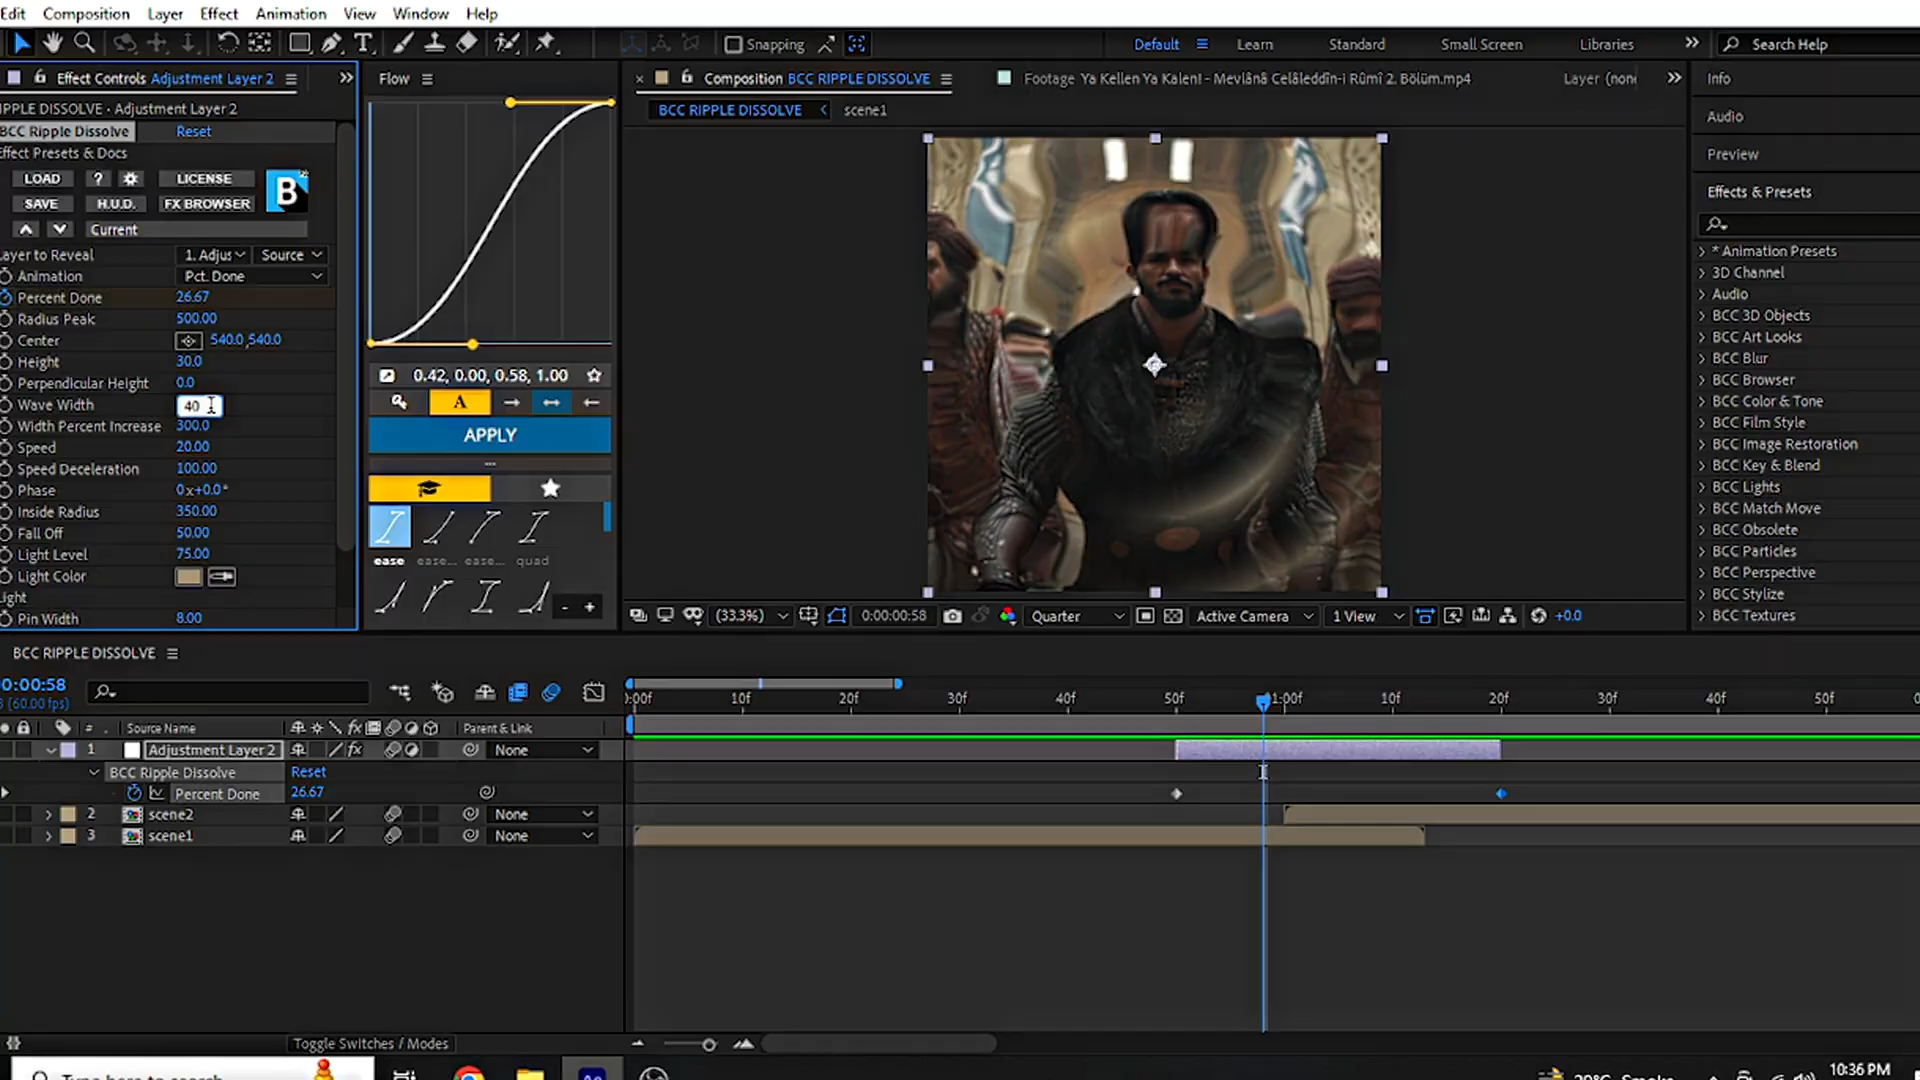 Edit Composition Layer Effect Animation View Window Help
T Snapping Default Learn Standard Small Screen Libraries Search Help
Effect Controls Adjustment Layer 2
IPPLE DISSOLVE • Adjustment Layer 2
BCC Ripple Dissolve Reset
Effect Presets & Docs
LOAD ? LICENSE B
SAVE H.U.D. FX BROWSER
Current
ayer to Reveal 1. Adjus Source
Animation Pct. Done
Percent Done 26.67
Radius Peak 500.00
Center 540.0,540.0
Height 30.0
Perpendicular Height 0.0
Wave Width 40
Width Percent Increase 300.0
Speed 20.00
Speed Deceleration 100.00
Phase 0x+0.0°
Inside Radius 350.00
Fall Off 50.00
Light Level 75.00
Light Color
ight
Pin Width 8.00
Flow
0.42, 0.00, 0.58, 1.00
A
APPLY
ease ease... ease... quad
- +
Composition BCC RIPPLE DISSOLVE Footage Ya Kellen Ya Kalen! - Mevlânâ Celâleddîn-i Rûmî 2. Bölüm.mp4 Layer (non
BCC RIPPLE DISSOLVE scene1
(33.3%) 0:00:00:58 Quarter Active Camera 1 View +0.0
Info
Audio
Preview
Effects & Presets
* Animation Presets
3D Channel
Audio
BCC 3D Objects
BCC Art Looks
BCC Blur
BCC Browser
BCC Color & Tone
BCC Film Style
BCC Image Restoration
BCC Key & Blend
BCC Lights
BCC Match Move
BCC Obsolete
BCC Particles
BCC Perspective
BCC Stylize
BCC Textures
BCC RIPPLE DISSOLVE
0:00:58
(60.00 fps)
):00f 10f 20f 30f 40f 50f 1:00f 10f 20f 30f 40f 50f
# Source Name fx Parent & Link
1 Adjustment Layer 2 fx None
BCC Ripple Dissolve Reset
Percent Done 26.67
2 scene2 None
3 scene1 None
Toggle Switches / Modes
Type here to search
Ae
Smoke
10:36 PM